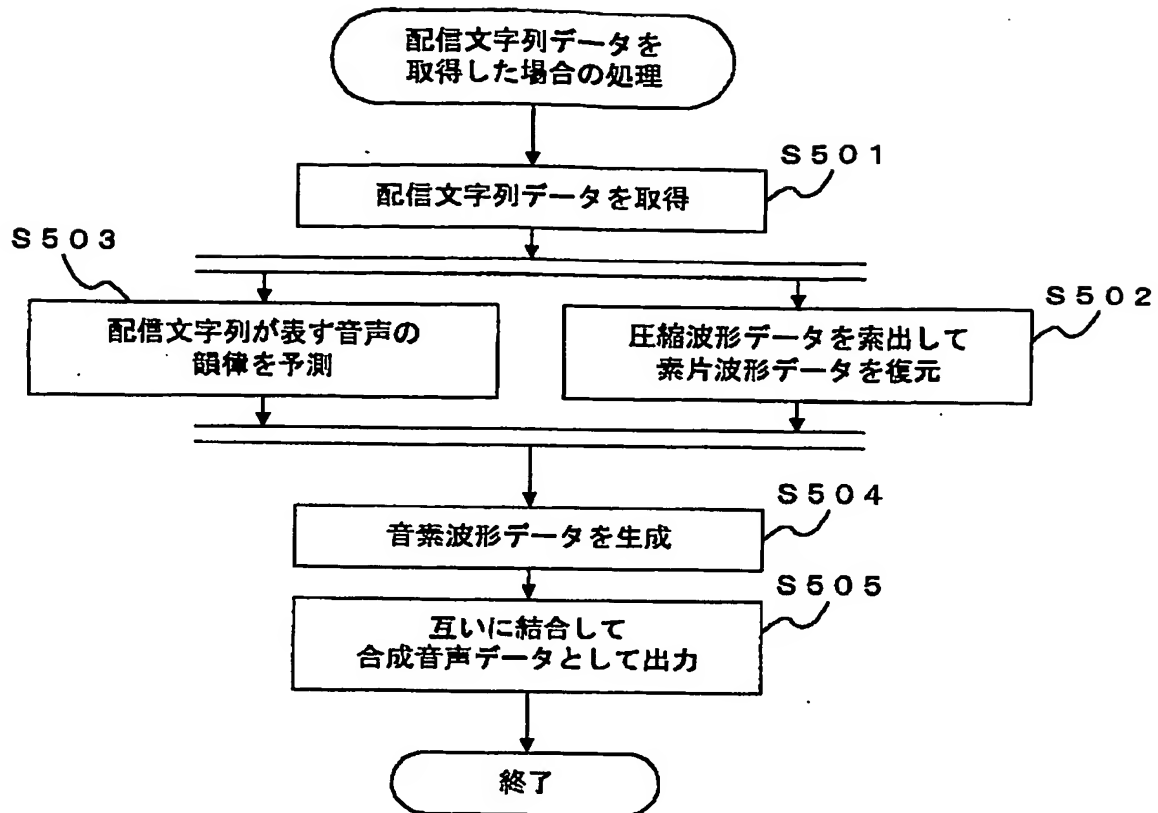 配信文字列データを
取得した場合の処理
S501
配信文字列データを取得
S503
配信文字列が表す音声の
韻律を予測
S502
圧縮波形データを索出して
素片波形データを復元
S504
音素波形データを生成
S505
互いに結合して
合成音声データとして出力
終了